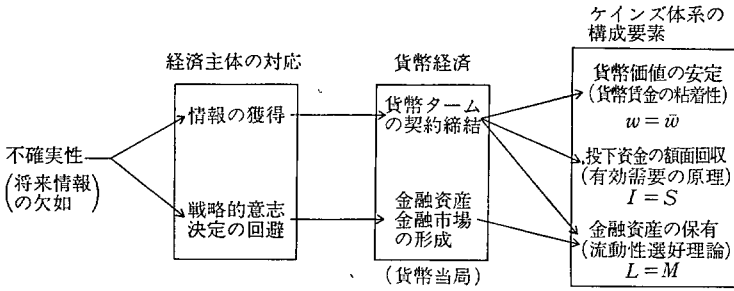 ケインズ体系の
構成要素
経済主体の対応
貨幣経済
不確実性
(将来情報
の欠如)
情報の獲得
戦略的意志
決定の回避
貨幣ターム
の契約締結
金融資産
金融市場
の形成
(貨幣当局)
貨幣価値の安定
(貨幣賃金の粘着性)
w = w̄
投下資金の額面回収
(有効需要の原理)
I = S
金融資産の保有
(流動性選好理論)
L = M